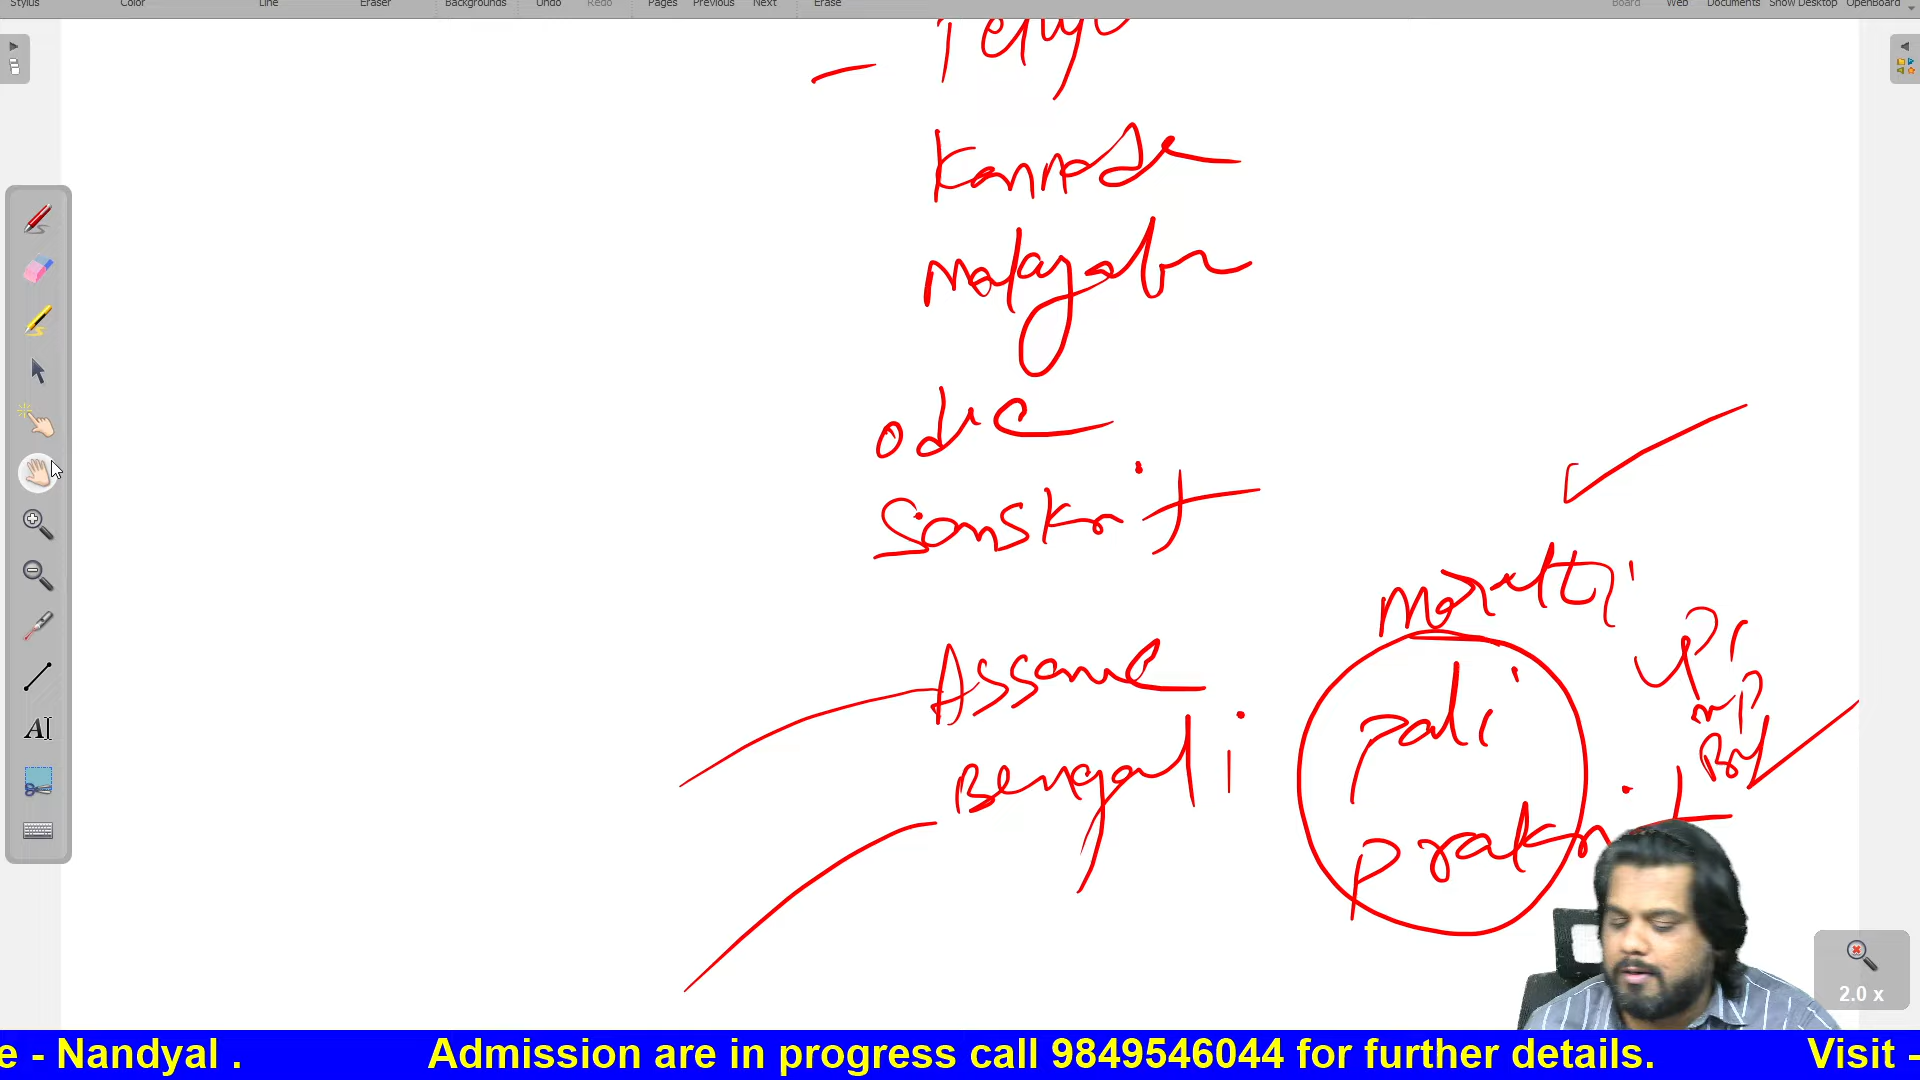 Stylus Color Line Eraser Backgrounds Undo Redo Pages Previous Next Erase Board Web Documents Show Desktop OpenBoard
Telugu
Kannada
Malayalam
Odia
Sanskrit
Marathi
UP
MP
Assame
Pali
Bengali
Prakrit
2.0 x
e - Nandyal . Admission are in progress call 9849546044 for further details. Visit -